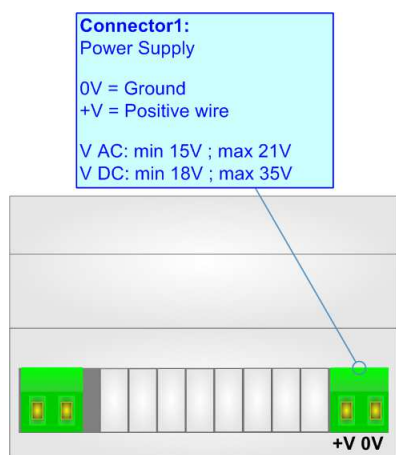 Connector1:
Power Supply
0V = Ground
+V = Positive wire
V AC: min 15V ; max 21V
V DC: min 18V ; max 35V
+V 0V